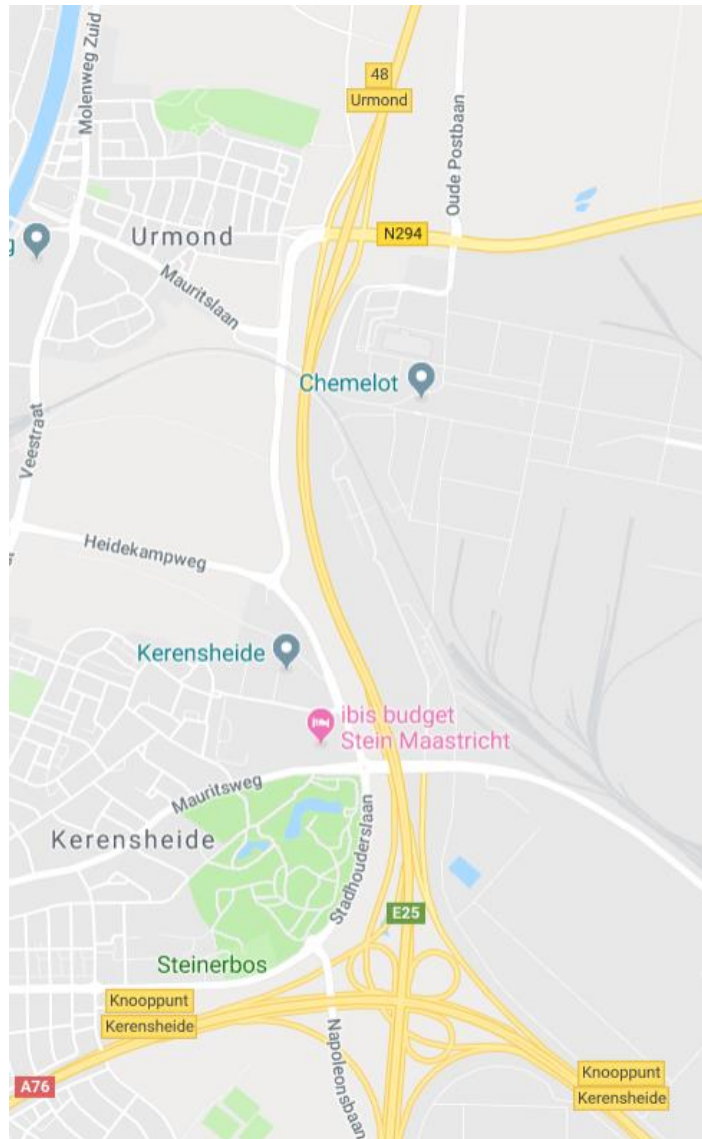 48
Urmond
Molenweg Zuid
Oude Postbaan
N294
Urmond
Mauritslaan
Chemelot
Veestraat
Heidekampweg
Kerensheide
ibis budget
Stein Maastricht
Mauritsweg
Kerensheide
Stadhouderslaan
E25
Steinerbos
Knooppunt
Kerensheide
Napoleonsbaan
A76
Knooppunt
Kerensheide